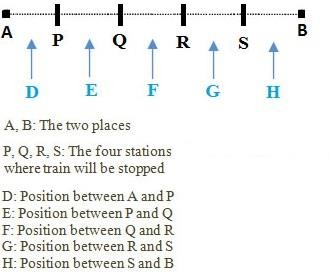 A P Q R S B
D E F G H
A, B: The two places
P, Q, R, S: The four stations
where train will be stopped
D: Position between A and P
E: Position between P and Q
F: Position between Q and R
G: Position between R and S
H: Position between S and B